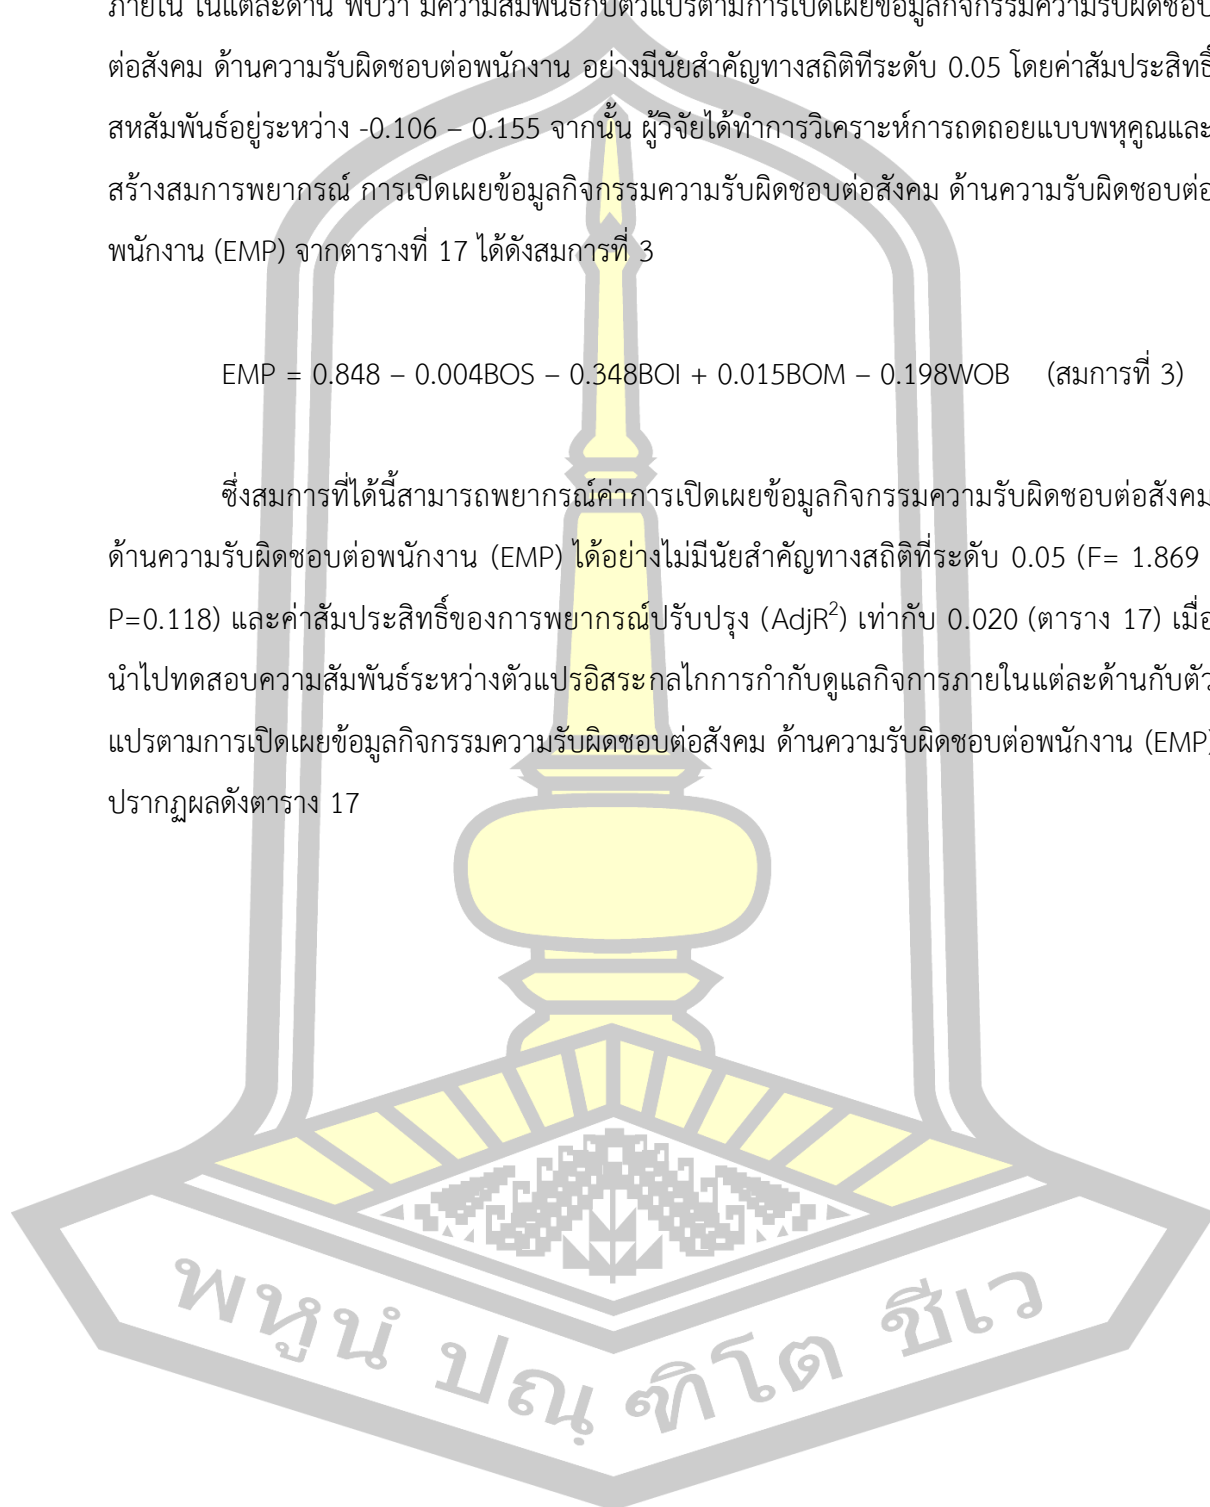 ภายใน ในแต่ละด้าน พบว่า มีความสัมพันธ์กับตัวแปรตามการเปิดเผยข้อมูลกิจกรรมความรับผิดชอบ
ต่อสังคม ด้านความรับผิดชอบต่อพนักงาน อย่างมีนัยสำคัญทางสถิติที่ระดับ 0.05 โดยค่าสัมประสิทธิ์
สหสัมพันธ์อยู่ระหว่าง -0.106 – 0.155 จากนั้น ผู้วิจัยได้ทำการวิเคราะห์การถดถอยแบบพหุคูณและ
สร้างสมการพยากรณ์ การเปิดเผยข้อมูลกิจกรรมความรับผิดชอบต่อสังคม ด้านความรับผิดชอบต่อ
พนักงาน (EMP) จากตารางที่ 17 ได้ดังสมการที่ 3
EMP = 0.848 – 0.004BOS – 0.348BOI + 0.015BOM – 0.198WOB (สมการที่ 3)
ซึ่งสมการที่ได้นี้สามารถพยากรณ์ค่าการเปิดเผยข้อมูลกิจกรรมความรับผิดชอบต่อสังคม
ด้านความรับผิดชอบต่อพนักงาน (EMP) ได้อย่างไม่มีนัยสำคัญทางสถิติที่ระดับ 0.05 (F= 1.869
P=0.118) และค่าสัมประสิทธิ์ของการพยากรณ์ปรับปรุง (AdjR²) เท่ากับ 0.020 (ตาราง 17) เมื่อ
นำไปทดสอบความสัมพันธ์ระหว่างตัวแปรอิสระกลไกการกำกับดูแลกิจการภายในแต่ละด้านกับตัว
แปรตามการเปิดเผยข้อมูลกิจกรรมความรับผิดชอบต่อสังคม ด้านความรับผิดชอบต่อพนักงาน (EMP)
ปรากฏผลดังตาราง 17
พหูนํ ปณฺฑิโต ชีเว